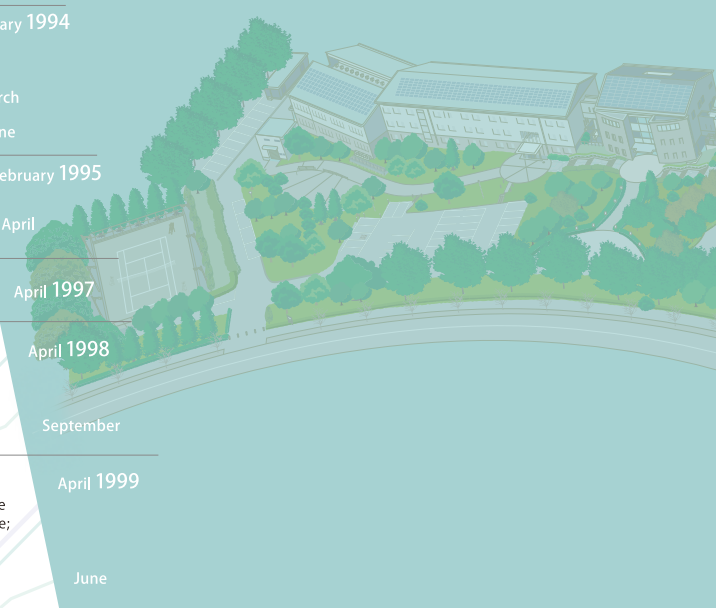 ary 1994
rch
ne
ebruary 1995
April
April 1997
April 1998
September
April 1999
e
e;
June